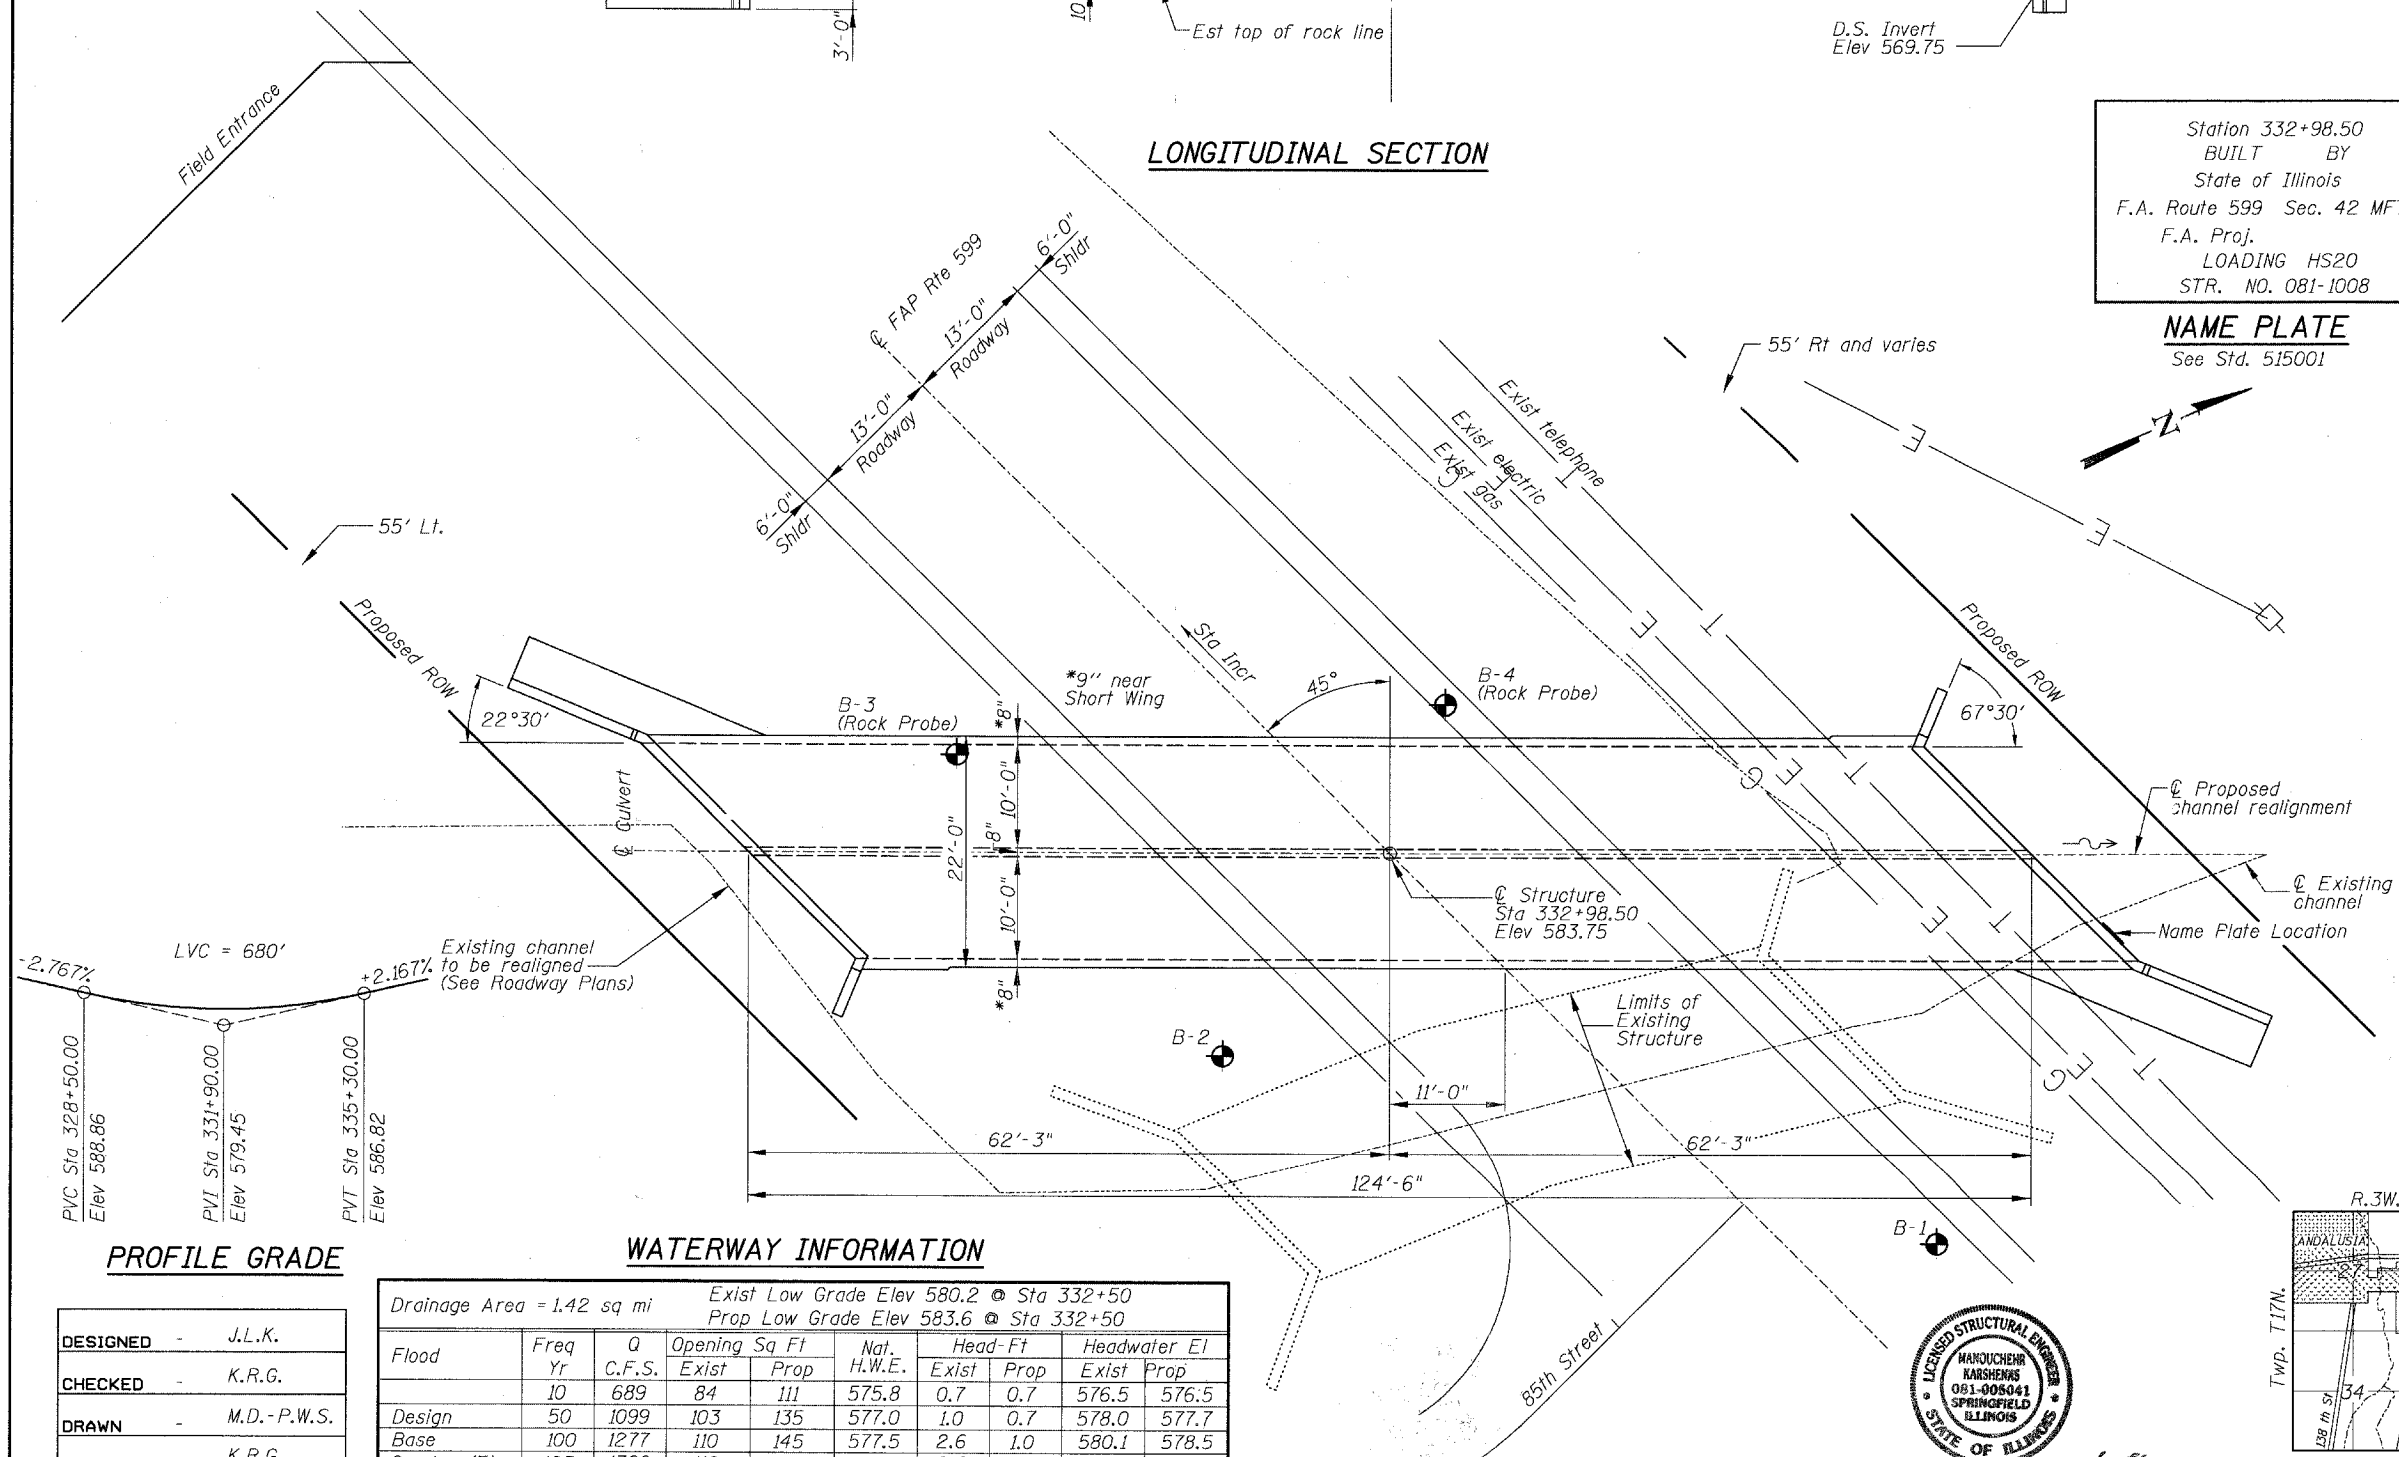 3'-0"
10
Est top of rock line
D.S. Invert
Elev 569.75
LONGITUDINAL SECTION
Station 332+98.50
BUILT BY
State of Illinois
F.A. Route 599 Sec. 42
F.A. Proj.
LOADING HS20
STR. NO. 081-1008
NAME PLATE
See Std. 515001
N
Field Entrance
℄ FAP Rte 599
6'-0"
Shldr
13'-0"
Roadway
13'-0"
Roadway
6'-0"
Shldr
55' Lt.
55' Rt and varies
Exist telephone
Exist electric
Exist gas
G
E
T
E
E
E
T
Proposed ROW
Proposed ROW
22°30'
67°30'
Sta Incr
45°
*9" near
Short Wing
B-3
(Rock Probe)
B-4
(Rock Probe)
*8"
10'-0"
8"
22'-0"
10'-0"
*8"
℄ Culvert
G
E
T
℄ Proposed
channel realignment
℄ Existing
channel
Name Plate Location
℄ Structure
Sta 332+98.50
Elev 583.75
E
T
G
E
T
Existing channel
to be realigned
(See Roadway Plans)
Limits of
Existing
Structure
B-2
11'-0"
62'-3"
62'-3"
124'-6"
B-1
85th Street
LVC = 680'
-2.767%
+2.167%
PVC Sta 328+50.00
Elev 588.86
PVI Sta 331+90.00
Elev 579.45
PVT Sta 335+30.00
Elev 586.82
PROFILE GRADE
WATERWAY INFORMATION
Drainage Area = 1.42 sq mi
Exist Low Grade Elev 580.2 @ Sta 332+50
Prop Low Grade Elev 583.6 @ Sta 332+50
Flood Freq Yr Q C.F.S. Opening Sq Ft Nat. H.W.E. Head-Ft Headwater El
Exist Prop Exist Prop Exist Prop
10 689 84 111 575.8 0.7 0.7 576.5 576.5
Design 50 1099 103 135 577.0 1.0 0.7 578.0 577.7
Base 100 1277 110 145 577.5 2.6 1.0 580.1 578.5
DESIGNED - J.L.K.
CHECKED - K.R.G.
DRAWN - M.D.-P.W.S.
K.R.G.
LICENSED STRUCTURAL ENGINEER
MANOUCHEHR
KARSHENAS
081-005041
SPRINGFIELD
ILLINOIS
STATE OF ILLINOIS
R.3W.
ANDALUSIA
27
Twp. T17N.
34
138 th St